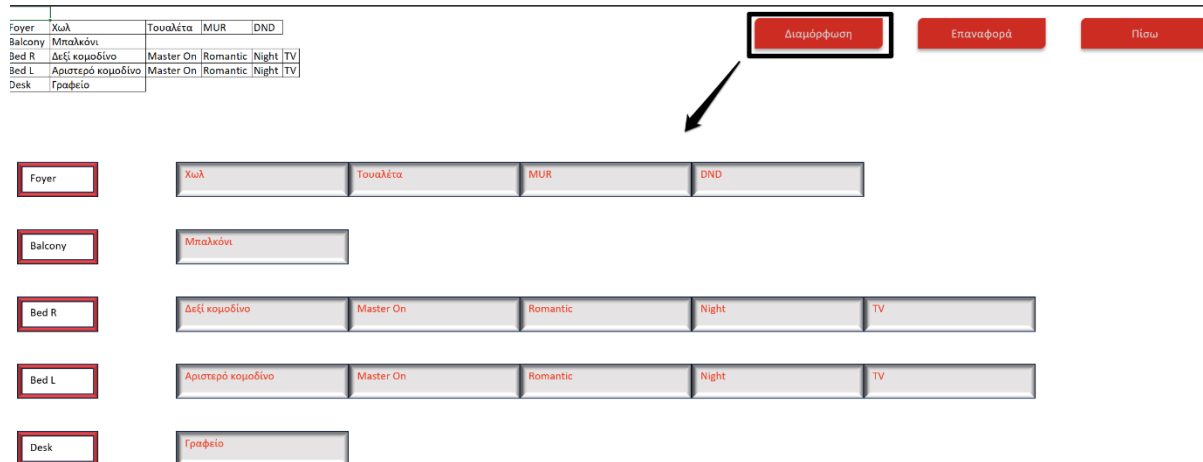 Foyer Χωλ Τουαλέτα MUR DND
Balcony Μπαλκόνι
Bed R Δεξί κομοδίνο Master On Romantic Night TV
Bed L Αριστερό κομοδίνο Master On Romantic Night TV
Desk Γραφείο
Διαμόρφωση Επαναφορά Πίσω
Foyer Χωλ Τουαλέτα MUR DND
Balcony Μπαλκόνι
Bed R Δεξί κομοδίνο Master On Romantic Night TV
Bed L Αριστερό κομοδίνο Master On Romantic Night TV
Desk Γραφείο